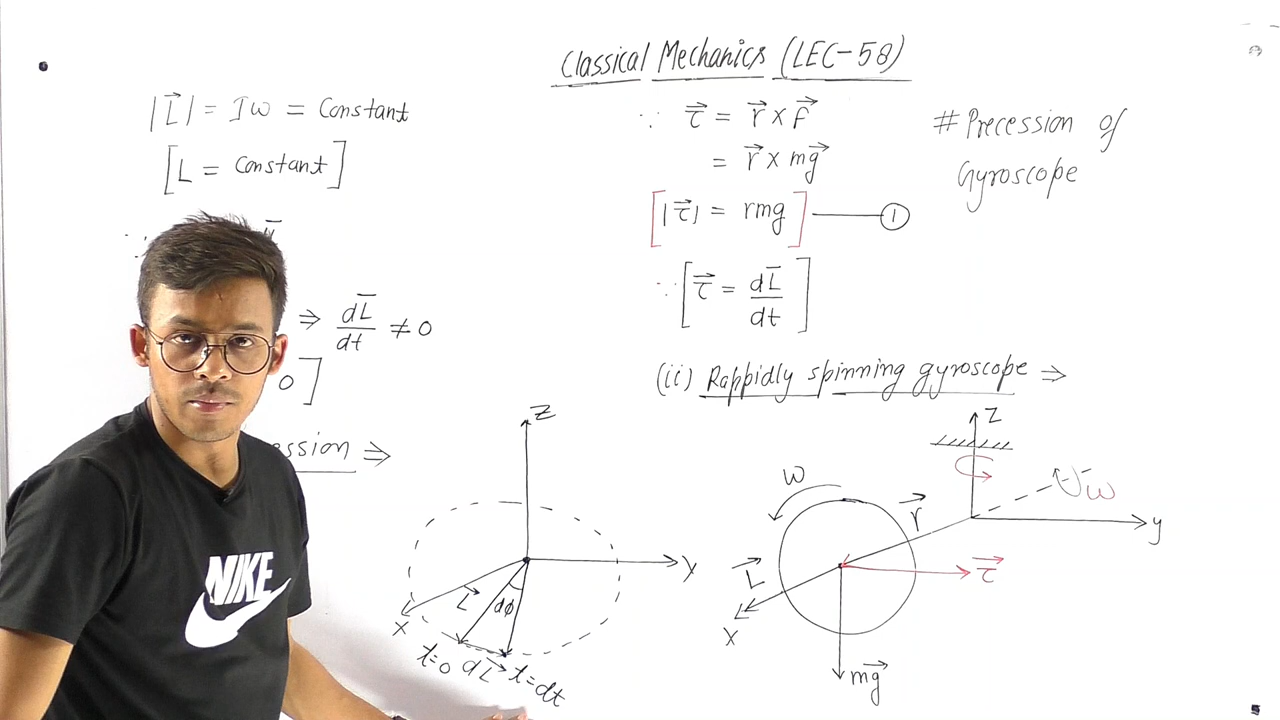 Classical Mechanics (LEC-58)
|L⃗| = Iω = Constant
[L = Constant]
⇒ dL̄/dt ≠ 0
0]
ession ⇒
∵ τ⃗ = r⃗ × F⃗
= r⃗ × mg⃗
[|τ⃗| = rmg] —— ①
∵ [τ⃗ = dL̄/dt]
# Precession of
Gyroscope
(ii) Rappidly spinning gyroscope ⇒
Z
Y
X
L⃗
dϕ
t=0 dL⃗ t=dt
Z
ω
r⃗
ω
y
τ⃗
L⃗
X
mg⃗
NIKE